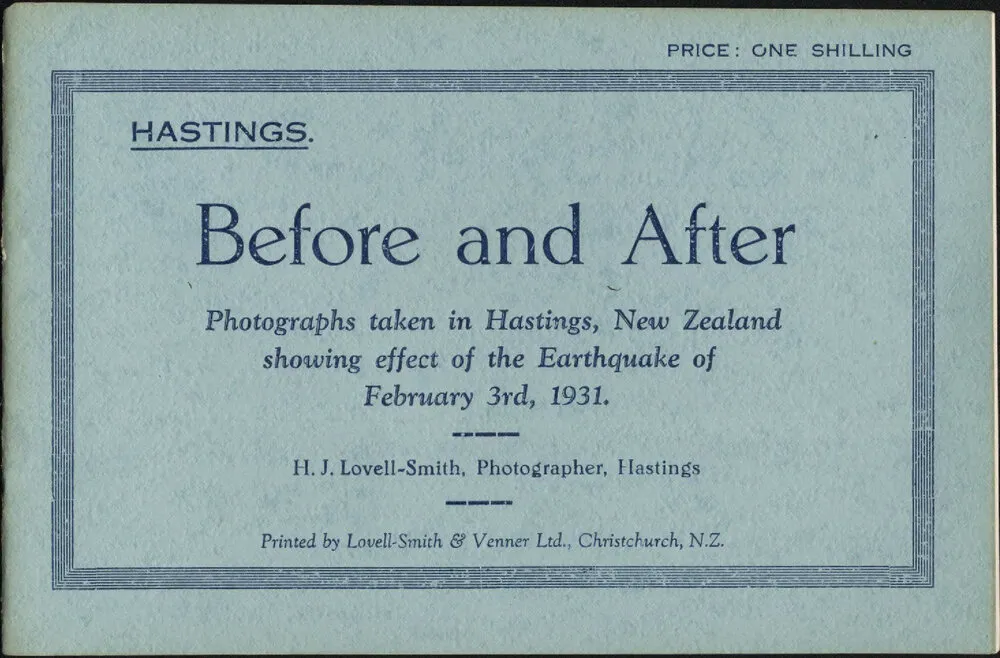 PRICE: ONE SHILLING
HASTINGS.
Before and After
Photographs taken in Hastings, New Zealand
showing effect of the Earthquake of
February 3rd, 1931.
H. J. Lovell-Smith, Photographer, Hastings
Printed by Lovell-Smith & Venner Ltd., Christchurch, N.Z.